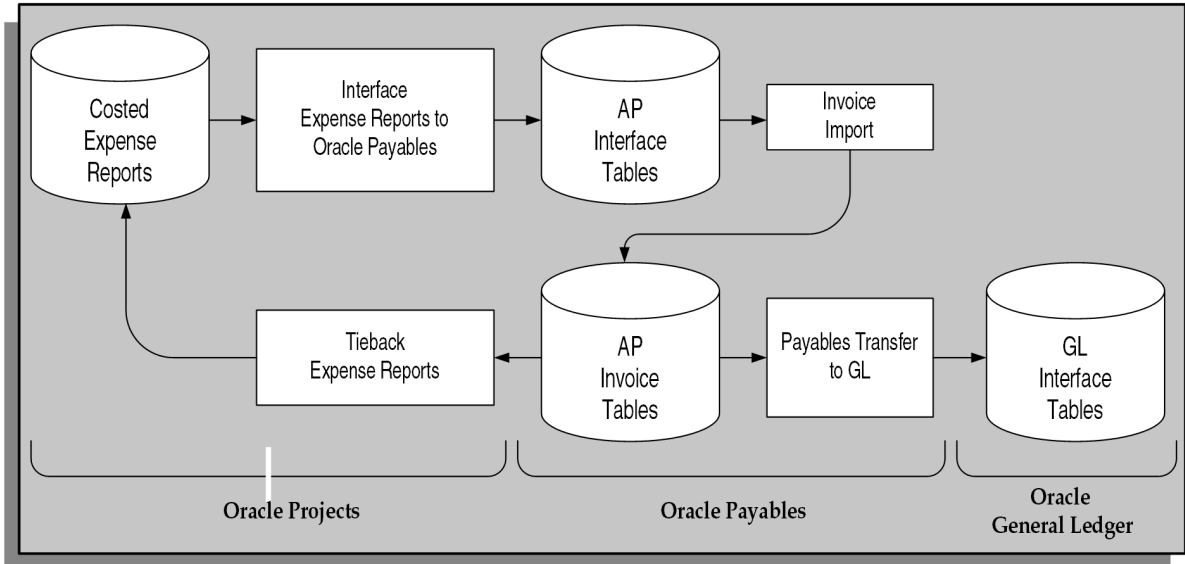 Costed
Expense
Reports
Interface
Expense Reports to
Oracle Payables
AP
Interface
Tables
Invoice
Import
Tieback
Expense Reports
AP
Invoice
Tables
Payables Transfer
to GL
GL
Interface
Tables
Oracle Projects
Oracle Payables
Oracle
General Ledger